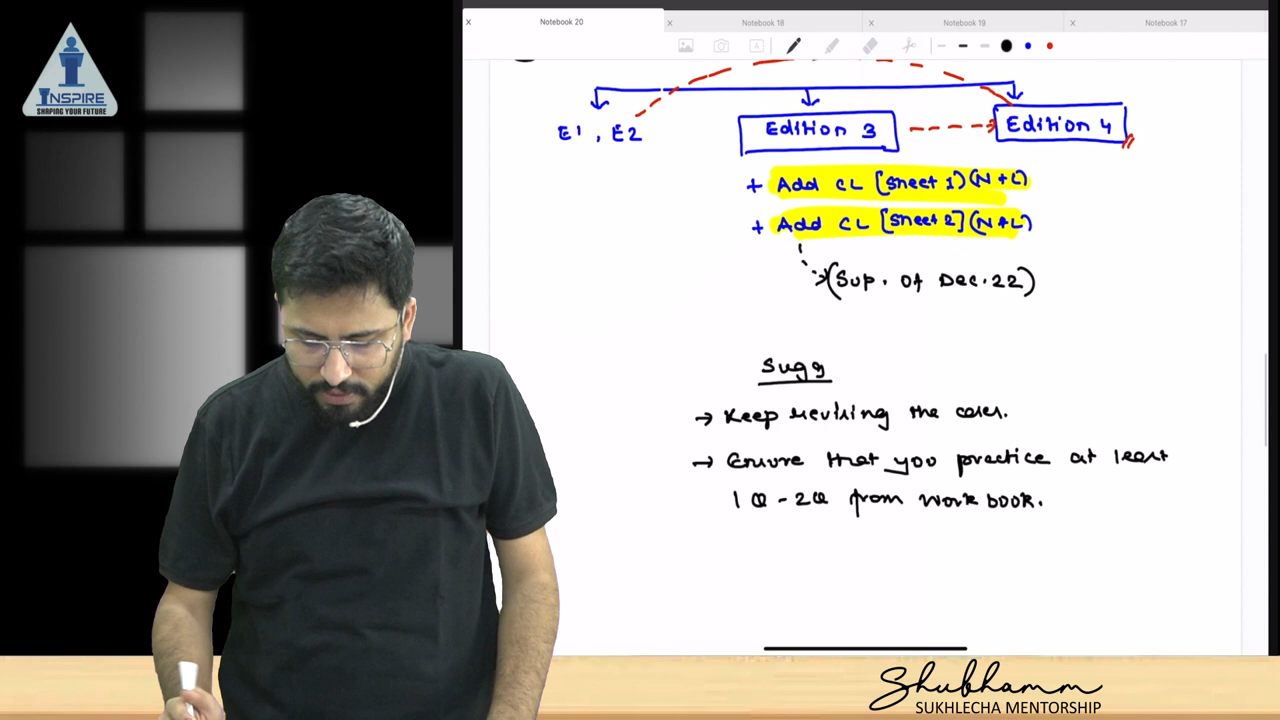 INSPIRE
SHAPING YOUR FUTURE
Notebook 20
Notebook 18
Notebook 19
Notebook 17
E1 , E2
Edition 3
Edition 4
+ Add CL [Sheet 1) (N+L)
+ Add CL [Sheet 2] (N+L)
(Sup. Of Dec.22)
Sugg
→ Keep revising the cases.
→ Ensure that you practice at least
1Q - 2Q from work book.
Shubhamm
SUKHLECHA MENTORSHIP